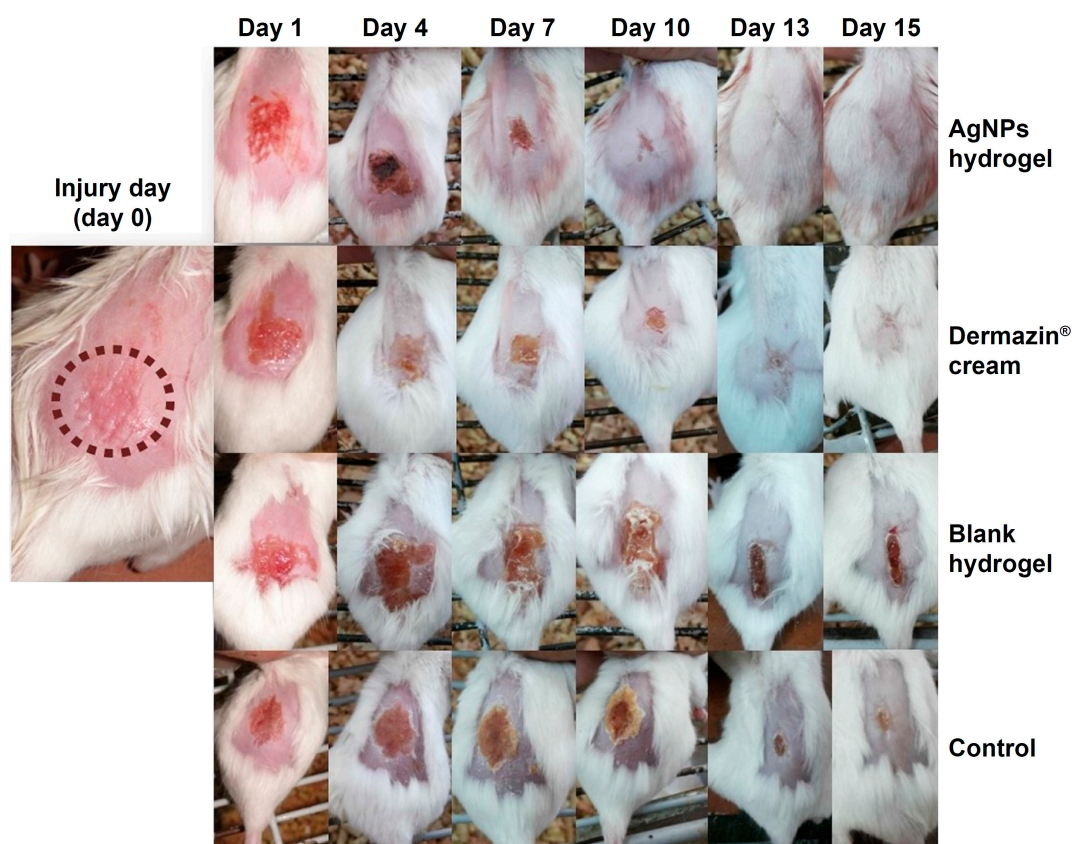 Day 1 Day 4 Day 7 Day 10 Day 13 Day 15
AgNPs
hydrogel
Injury day
(day 0)
Dermazin®
cream
Blank
hydrogel
Control